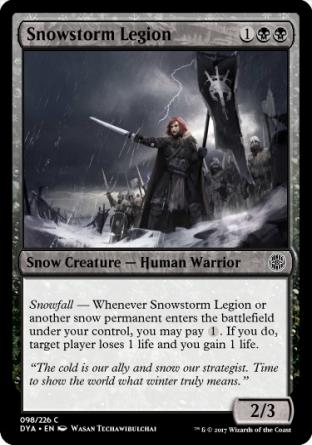 Snowstorm Legion 1
Snow Creature — Human Warrior
Snowfall — Whenever Snowstorm Legion or
another snow permanent enters the battlefield
under your control, you may pay 1. If you do,
target player loses 1 life and you gain 1 life.
“The cold is our ally and snow our strategist. Time
to show the world what winter truly means.”
2/3
098/226 C
DYA • EN Wasan Techawibulchai
™ & © 2017 Wizards of the Coast